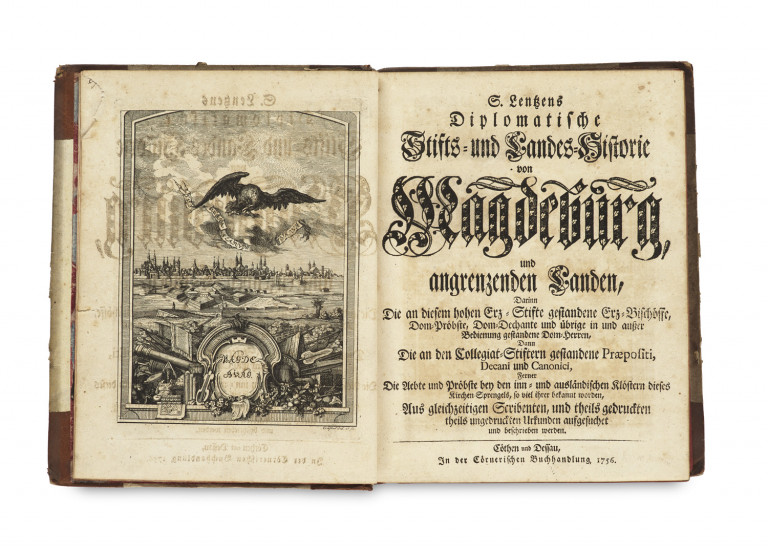 MAGDE
S. Lentzens
Diplomatische
Stifts- und Landes-Historie
von
Magdeburg,
und
angrenzenden Landen,
Darinn
Die an diesem hohen Erz-Stifte gestandene Erz-Bischöffe,
Dom-Pröbste, Dom-Dechante und übrige in und außer
Bedienung gestandene Dom-Herren,
Dann
Die an den Collegiat-Stiftern gestandene Præpositi,
Decani und Canonici,
Ferner
Die Aebte und Pröbste bey den inn- und ausländischen Klöstern dieses
Kirchen Sprengels, so viel ihrer bekannt worden,
Aus gleichzeitigen Scribenten, und theils gedruckten
theils ungedruckten Urkunden aufgesuchet
und beschrieben werden.
Cöthen und Dessau,
In der Cörnerischen Buchhandlung 1756.